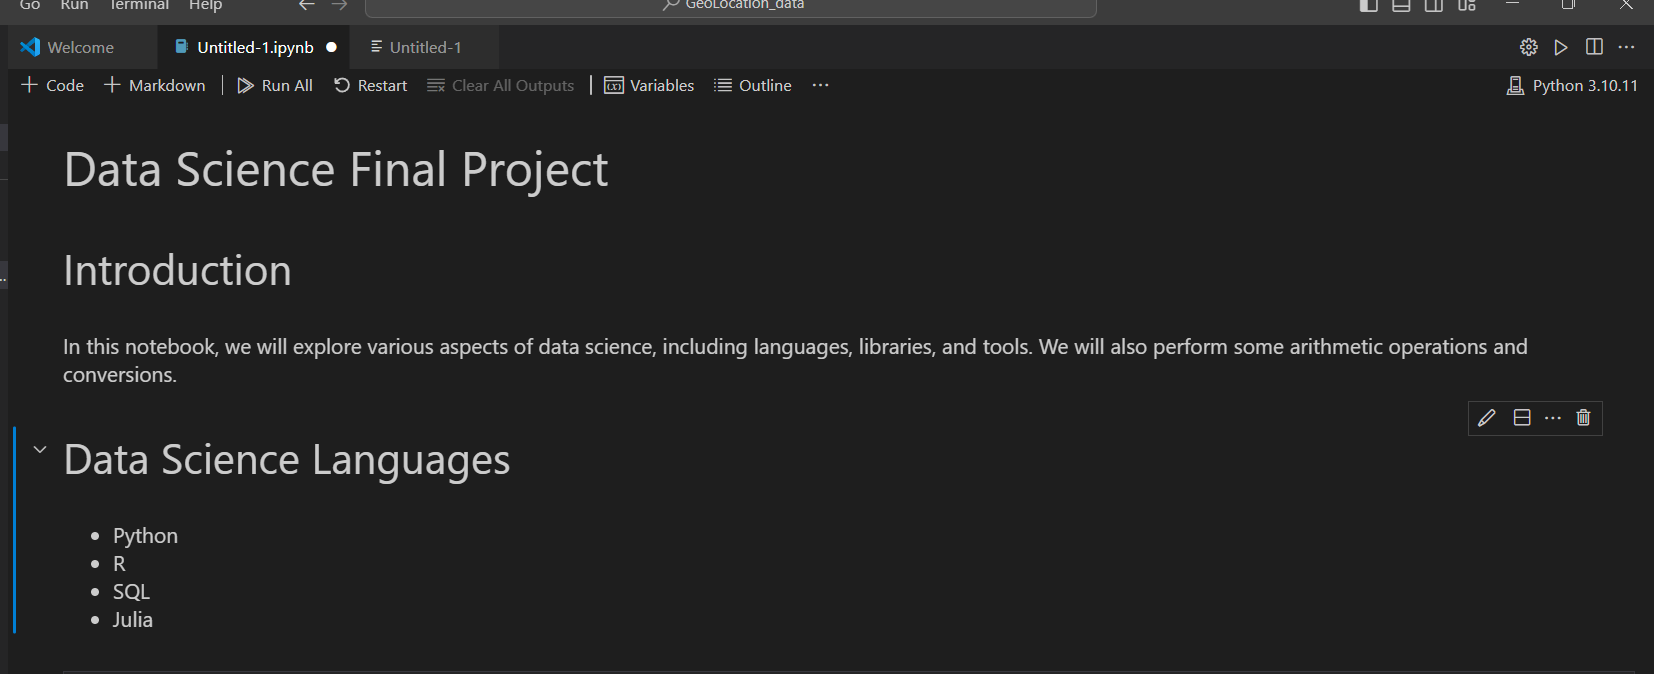 Go Run Terminal Help GeoLocation_data
Welcome Untitled-1.ipynb Untitled-1
Code Markdown Run All Restart Clear All Outputs Variables Outline ... Python 3.10.11
Data Science Final Project
Introduction
In this notebook, we will explore various aspects of data science, including languages, libraries, and tools. We will also perform some arithmetic operations and
conversions.
Data Science Languages
• Python
• R
• SQL
• Julia